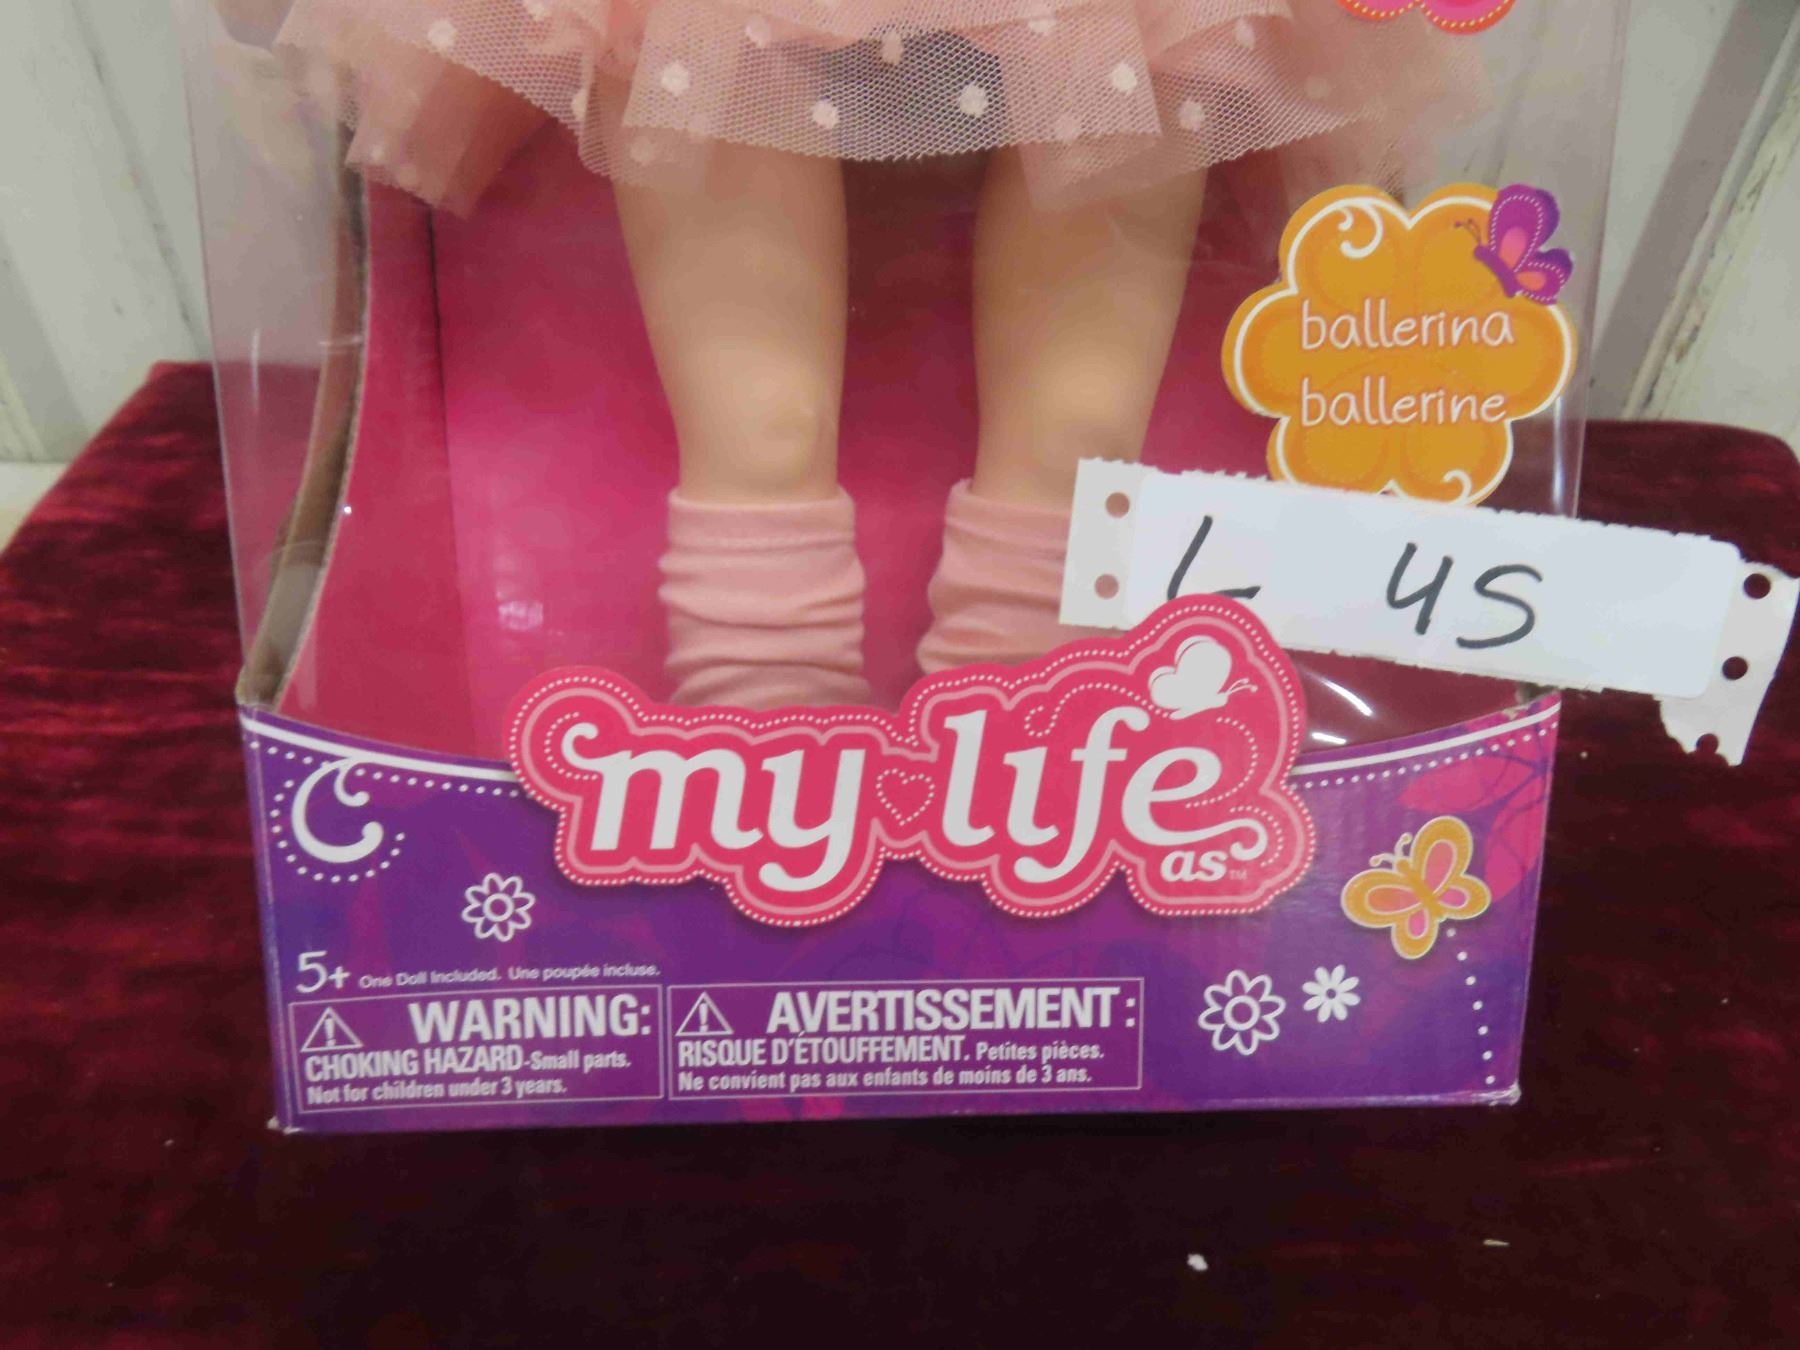 ballerina
ballerine
L 45
my life
as™
5+ One Doll Included. Une poupée incluse.
WARNING:
CHOKING HAZARD-Small parts.
Not for children under 3 years.
AVERTISSEMENT :
RISQUE D'ÉTOUFFEMENT. Petites pièces.
Ne convient pas aux enfants de moins de 3 ans.